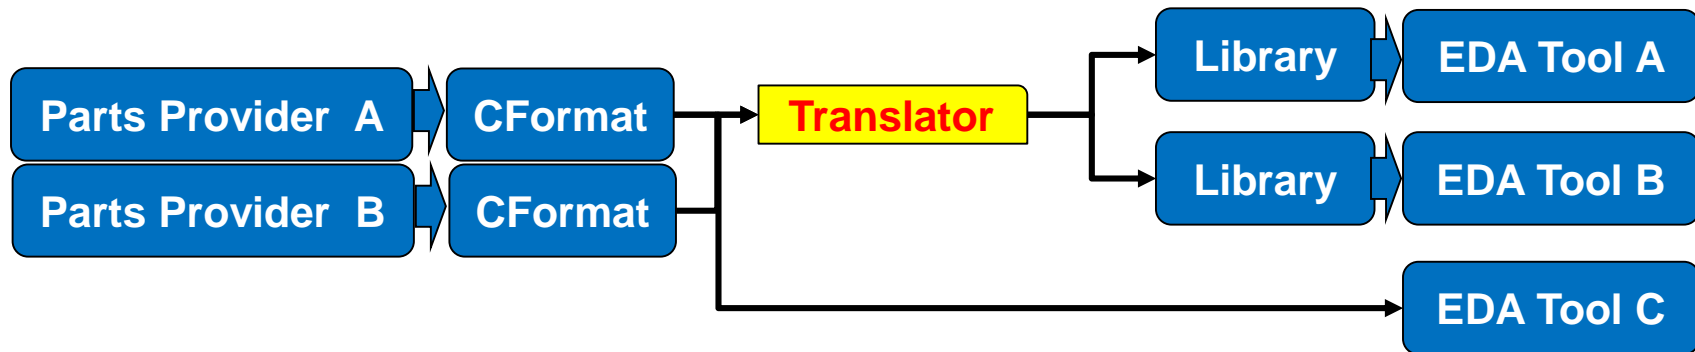 Parts Provider  A
CFormat
Translator
Library
EDA Tool A
Parts Provider  B
CFormat
Library
EDA Tool B
EDA Tool C